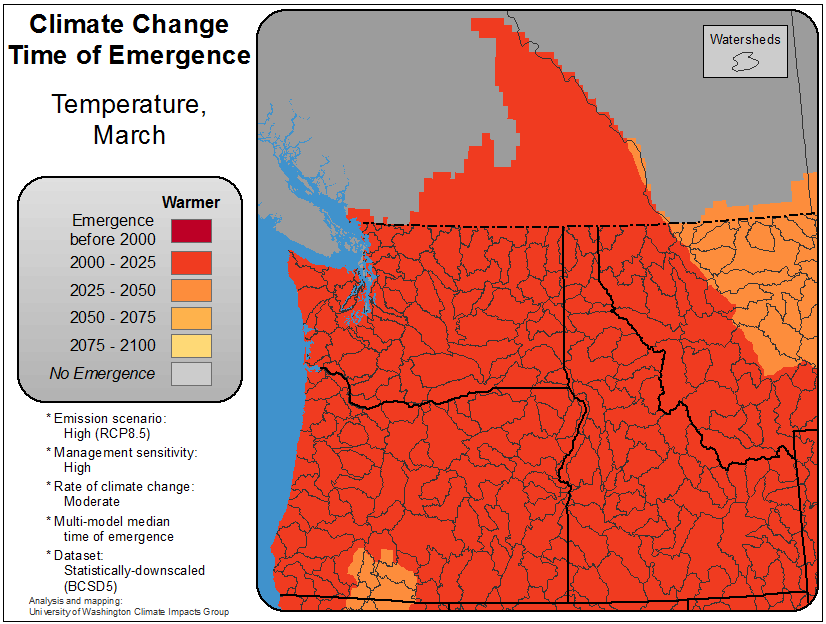 Climate Change
Time of Emergence
Temperature,
March
Warmer
Emergence
before 2000
2000 - 2025
2025 - 2050
2050 - 2075
2075 - 2100
No Emergence
* Emission scenario:
High (RCP8.5)
* Management sensitivity:
High
* Rate of climate change:
Moderate
* Multi-model median
time of emergence
* Dataset:
Statistically-downscaled
(BCSD5)
Analysis and mapping:
University of Washington Climate Impacts Group
Watersheds